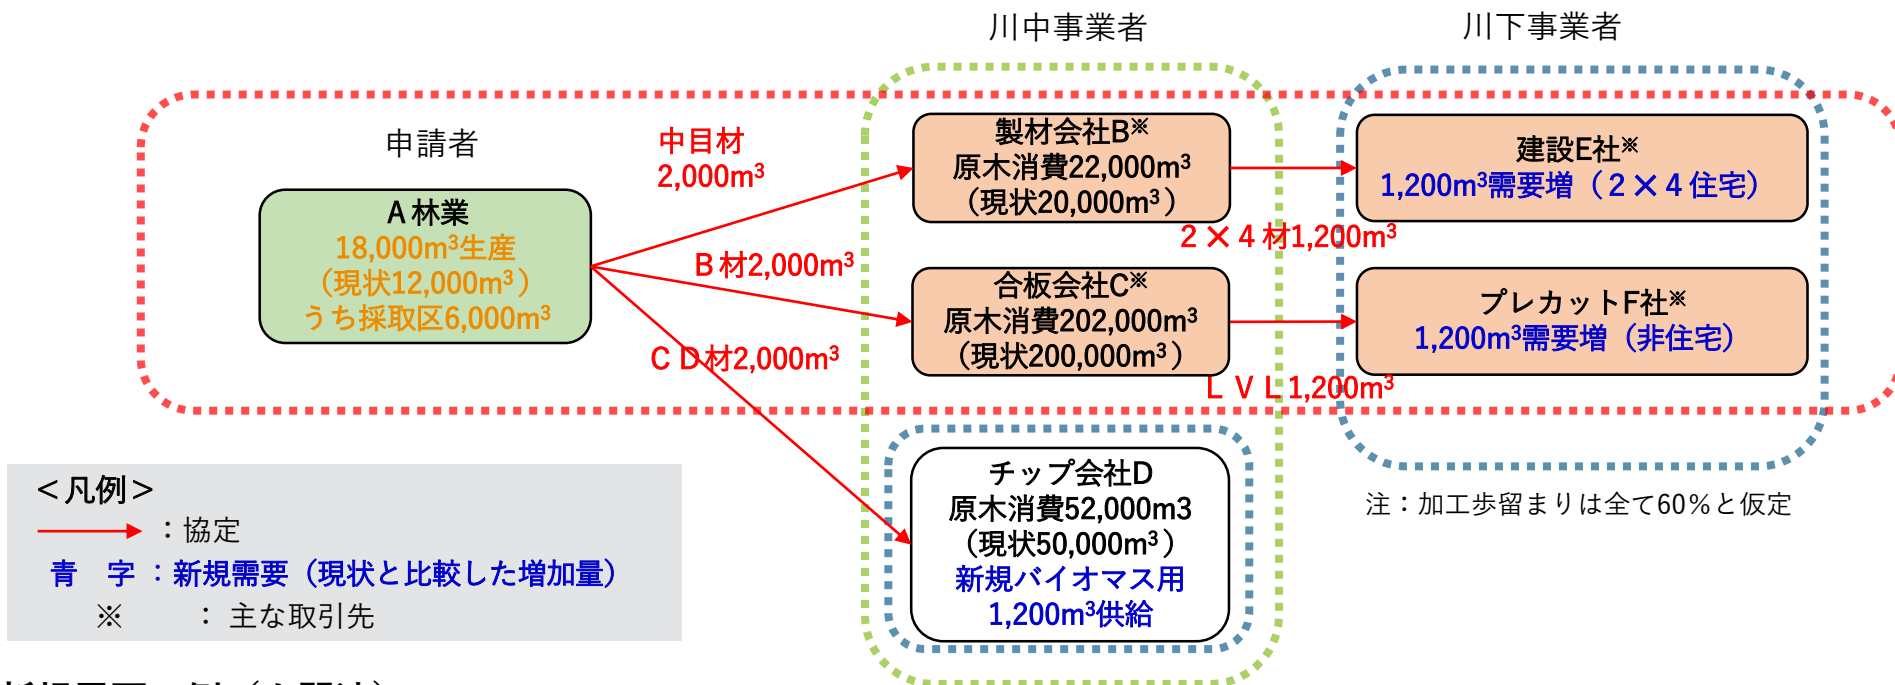 川中事業者
川下事業者
申請者
A林業
18,000m³生産
（現状12,000m³）
うち採取区6,000m³
中目材
2,000m³
B材2,000m³
CD材2,000m³
製材会社B※
原木消費22,000m³
（現状20,000m³）
合板会社C※
原木消費202,000m³
（現状200,000m³）
チップ会社D
原木消費52,000m3
（現状50,000m³）
新規バイオマス用
1,200m³供給
2×4材1,200m³
LVL1,200m³
建設E社※
1,200m³需要増（2×4住宅）
プレカットF社※
1,200m³需要増（非住宅）
注：加工歩留まりは全て60％と仮定
＜凡例＞
：協定
青　字：新規需要（現状と比較した増加量）
※　　：主な取引先